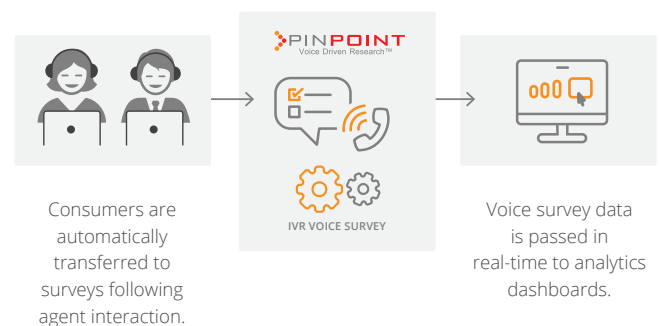 PINPOINT
Voice Driven Research™
IVR VOICE SURVEY
Consumers are
automatically
transferred to
surveys following
agent interaction.
Voice survey data
is passed in
real-time to analytics
dashboards.